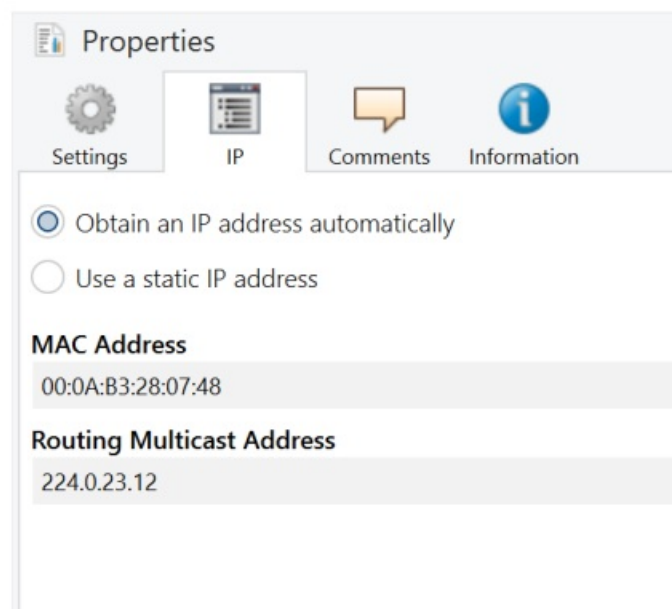 Properties
Settings
IP
Comments
Information
Obtain an IP address automatically
Use a static IP address
MAC Address
00:0A:B3:28:07:48
Routing Multicast Address
224.0.23.12